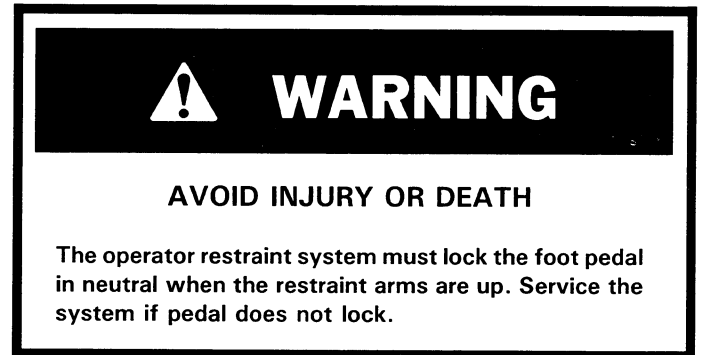 WARNING
AVOID INJURY OR DEATH
The operator restraint system must lock the foot pedal
in neutral when the restraint arms are up. Service the
system if pedal does not lock.